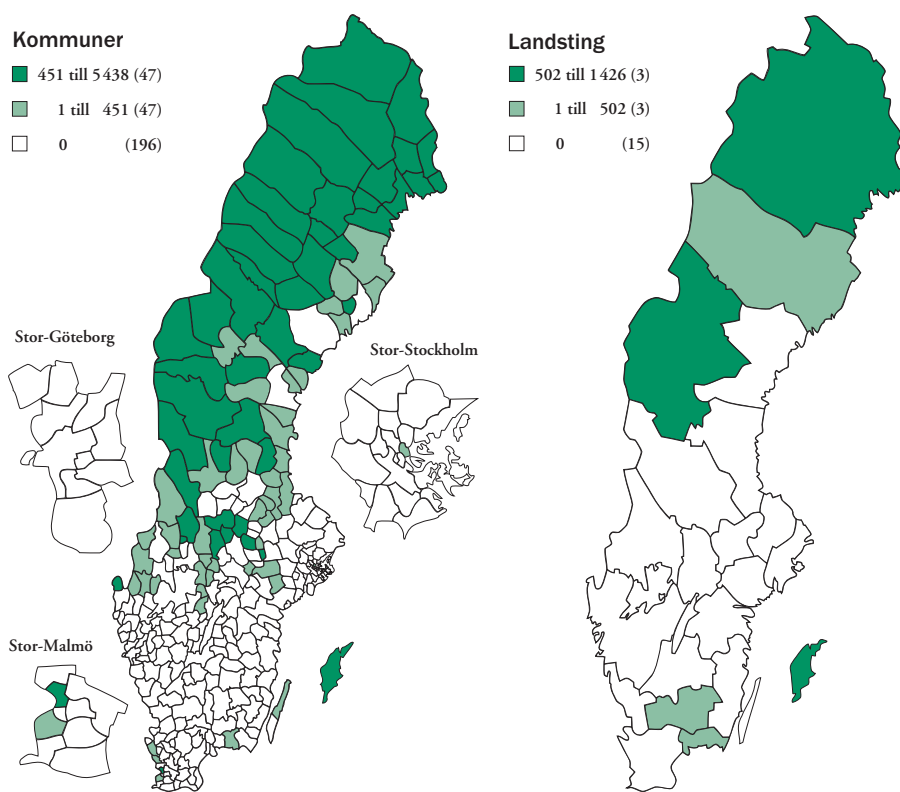 Kommuner
451 till 5 438 (47)
1 till 451 (47)
0 (196)
Landsting
502 till 1 426 (3)
1 till 502 (3)
0 (15)
Stor-Göteborg
Stor-Stockholm
Stor-Malmö